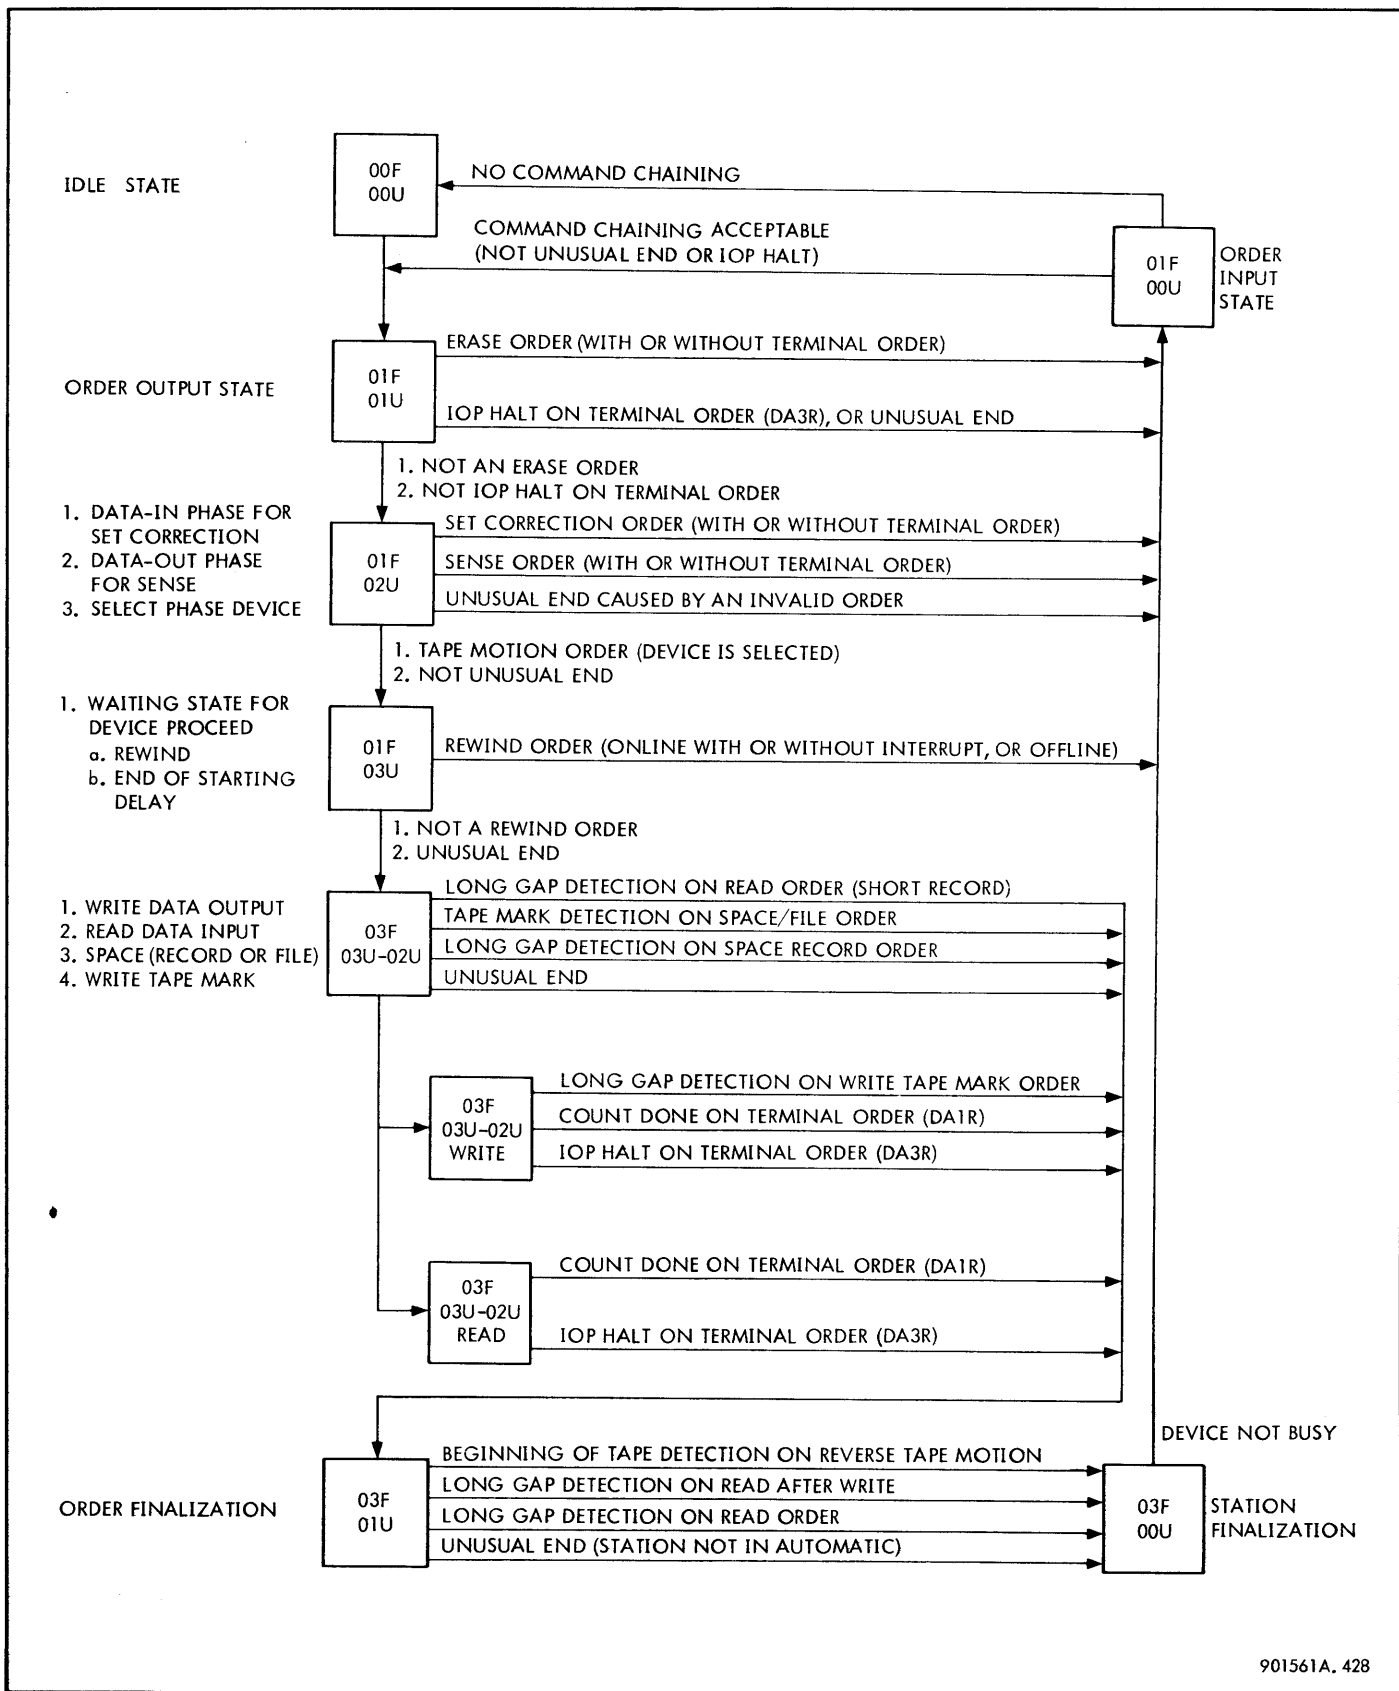 IDLE STATE
00F
00U
NO COMMAND CHAINING
COMMAND CHAINING ACCEPTABLE
(NOT UNUSUAL END OR IOP HALT)
01F
00U
ORDER
INPUT
STATE
ORDER OUTPUT STATE
01F
01U
ERASE ORDER (WITH OR WITHOUT TERMINAL ORDER)
IOP HALT ON TERMINAL ORDER (DA3R), OR UNUSUAL END
1. NOT AN ERASE ORDER
2. NOT IOP HALT ON TERMINAL ORDER
1. DATA-IN PHASE FOR
SET CORRECTION
2. DATA-OUT PHASE
FOR SENSE
3. SELECT PHASE DEVICE
01F
02U
SET CORRECTION ORDER (WITH OR WITHOUT TERMINAL ORDER)
SENSE ORDER (WITH OR WITHOUT TERMINAL ORDER)
UNUSUAL END CAUSED BY AN INVALID ORDER
1. TAPE MOTION ORDER (DEVICE IS SELECTED)
2. NOT UNUSUAL END
1. WAITING STATE FOR
DEVICE PROCEED
a. REWIND
b. END OF STARTING
DELAY
01F
03U
REWIND ORDER (ONLINE WITH OR WITHOUT INTERRUPT, OR OFFLINE)
1. NOT A REWIND ORDER
2. UNUSUAL END
1. WRITE DATA OUTPUT
2. READ DATA INPUT
3. SPACE (RECORD OR FILE)
4. WRITE TAPE MARK
03F
03U-02U
LONG GAP DETECTION ON READ ORDER (SHORT RECORD)
TAPE MARK DETECTION ON SPACE/FILE ORDER
LONG GAP DETECTION ON SPACE RECORD ORDER
UNUSUAL END
03F
03U-02U
WRITE
LONG GAP DETECTION ON WRITE TAPE MARK ORDER
COUNT DONE ON TERMINAL ORDER (DA1R)
IOP HALT ON TERMINAL ORDER (DA3R)
03F
03U-02U
READ
COUNT DONE ON TERMINAL ORDER (DA1R)
IOP HALT ON TERMINAL ORDER (DA3R)
DEVICE NOT BUSY
ORDER FINALIZATION
03F
01U
BEGINNING OF TAPE DETECTION ON REVERSE TAPE MOTION
LONG GAP DETECTION ON READ AFTER WRITE
LONG GAP DETECTION ON READ ORDER
UNUSUAL END (STATION NOT IN AUTOMATIC)
03F
00U
STATION
FINALIZATION
901561A. 428